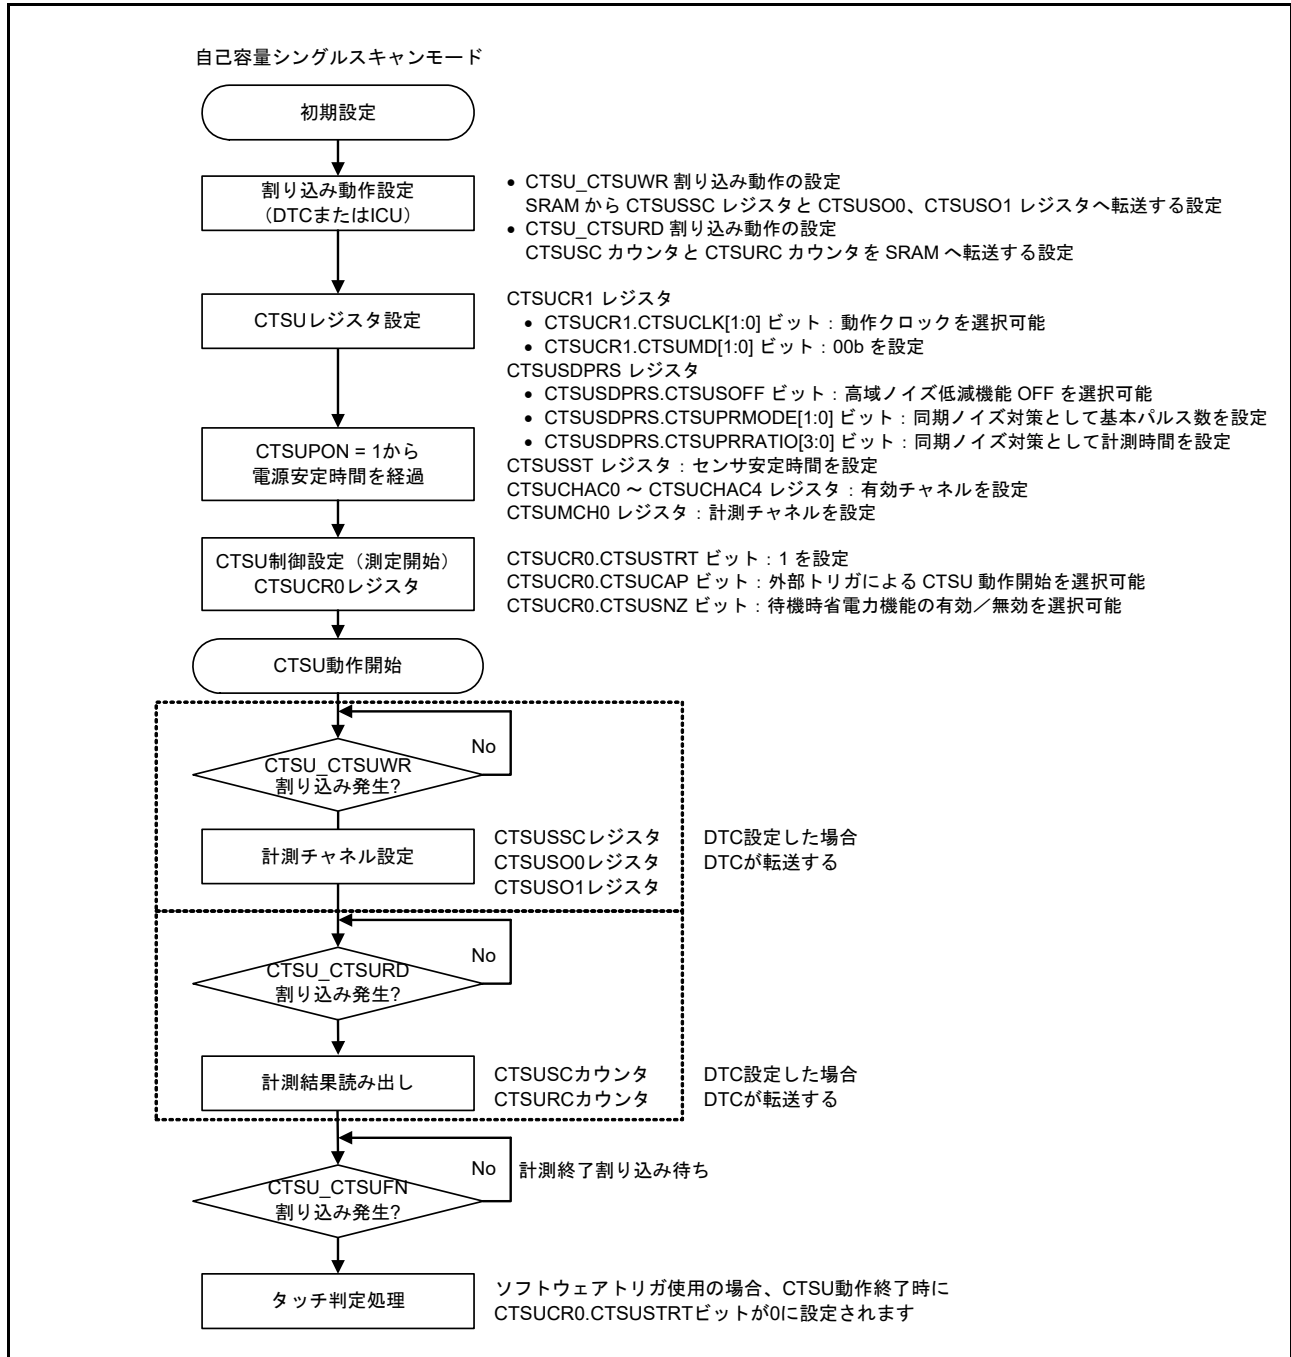 自己容量シングルスキャンモード
初期設定
割り込み動作設定
（DTCまたはICU）
• CTSU_CTSUWR 割り込み動作の設定
SRAM から CTSUSSC レジスタと CTSUSO0、CTSUSO1 レジスタへ転送する設定
• CTSU_CTSURD 割り込み動作の設定
CTSUSC カウンタと CTSURC カウンタを SRAM へ転送する設定
CTSUレジスタ設定
CTSUCR1 レジスタ
• CTSUCR1.CTSUCLK[1:0] ビット：動作クロックを選択可能
• CTSUCR1.CTSUMD[1:0] ビット：00b を設定
CTSUSDPRS レジスタ
• CTSUSDPRS.CTSUSOFF ビット：高域ノイズ低減機能 OFF を選択可能
• CTSUSDPRS.CTSUPRMODE[1:0] ビット：同期ノイズ対策として基本パルス数を設定
• CTSUSDPRS.CTSUPRRATIO[3:0] ビット：同期ノイズ対策として計測時間を設定
CTSUSST レジスタ：センサ安定時間を設定
CTSUCHAC0 ～ CTSUCHAC4 レジスタ：有効チャネルを設定
CTSUMCH0 レジスタ：計測チャネルを設定
CTSUPON = 1から
電源安定時間を経過
CTSU制御設定（測定開始）
CTSUCR0レジスタ
CTSUCR0.CTSUSTRT ビット：1 を設定
CTSUCR0.CTSUCAP ビット：外部トリガによる CTSU 動作開始を選択可能
CTSUCR0.CTSUSNZ ビット：待機時省電力機能の有効／無効を選択可能
CTSU動作開始
No
CTSU_CTSUWR
割り込み発生?
計測チャネル設定
CTSUSSCレジスタ
CTSUSO0レジスタ
CTSUSO1レジスタ
DTC設定した場合
DTCが転送する
No
CTSU_CTSURD
割り込み発生?
計測結果読み出し
CTSUSCカウンタ
CTSURCカウンタ
DTC設定した場合
DTCが転送する
No
計測終了割り込み待ち
CTSU_CTSUFN
割り込み発生?
タッチ判定処理
ソフトウェアトリガ使用の場合、CTSU動作終了時に
CTSUCR0.CTSUSTRTビットが0に設定されます